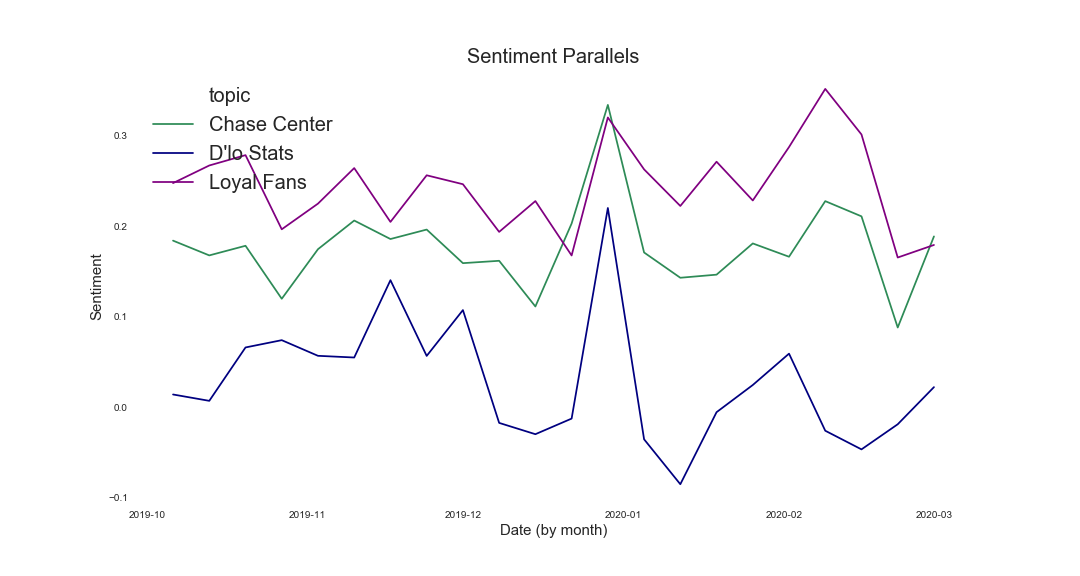 Sentiment Parallels
topic
Chase Center
D'lo Stats
Loyal Fans
Sentiment
0.3
0.2
0.1
0.0
−0.1
2019-10 2019-11 2019-12 2020-01 2020-02 2020-03
Date (by month)